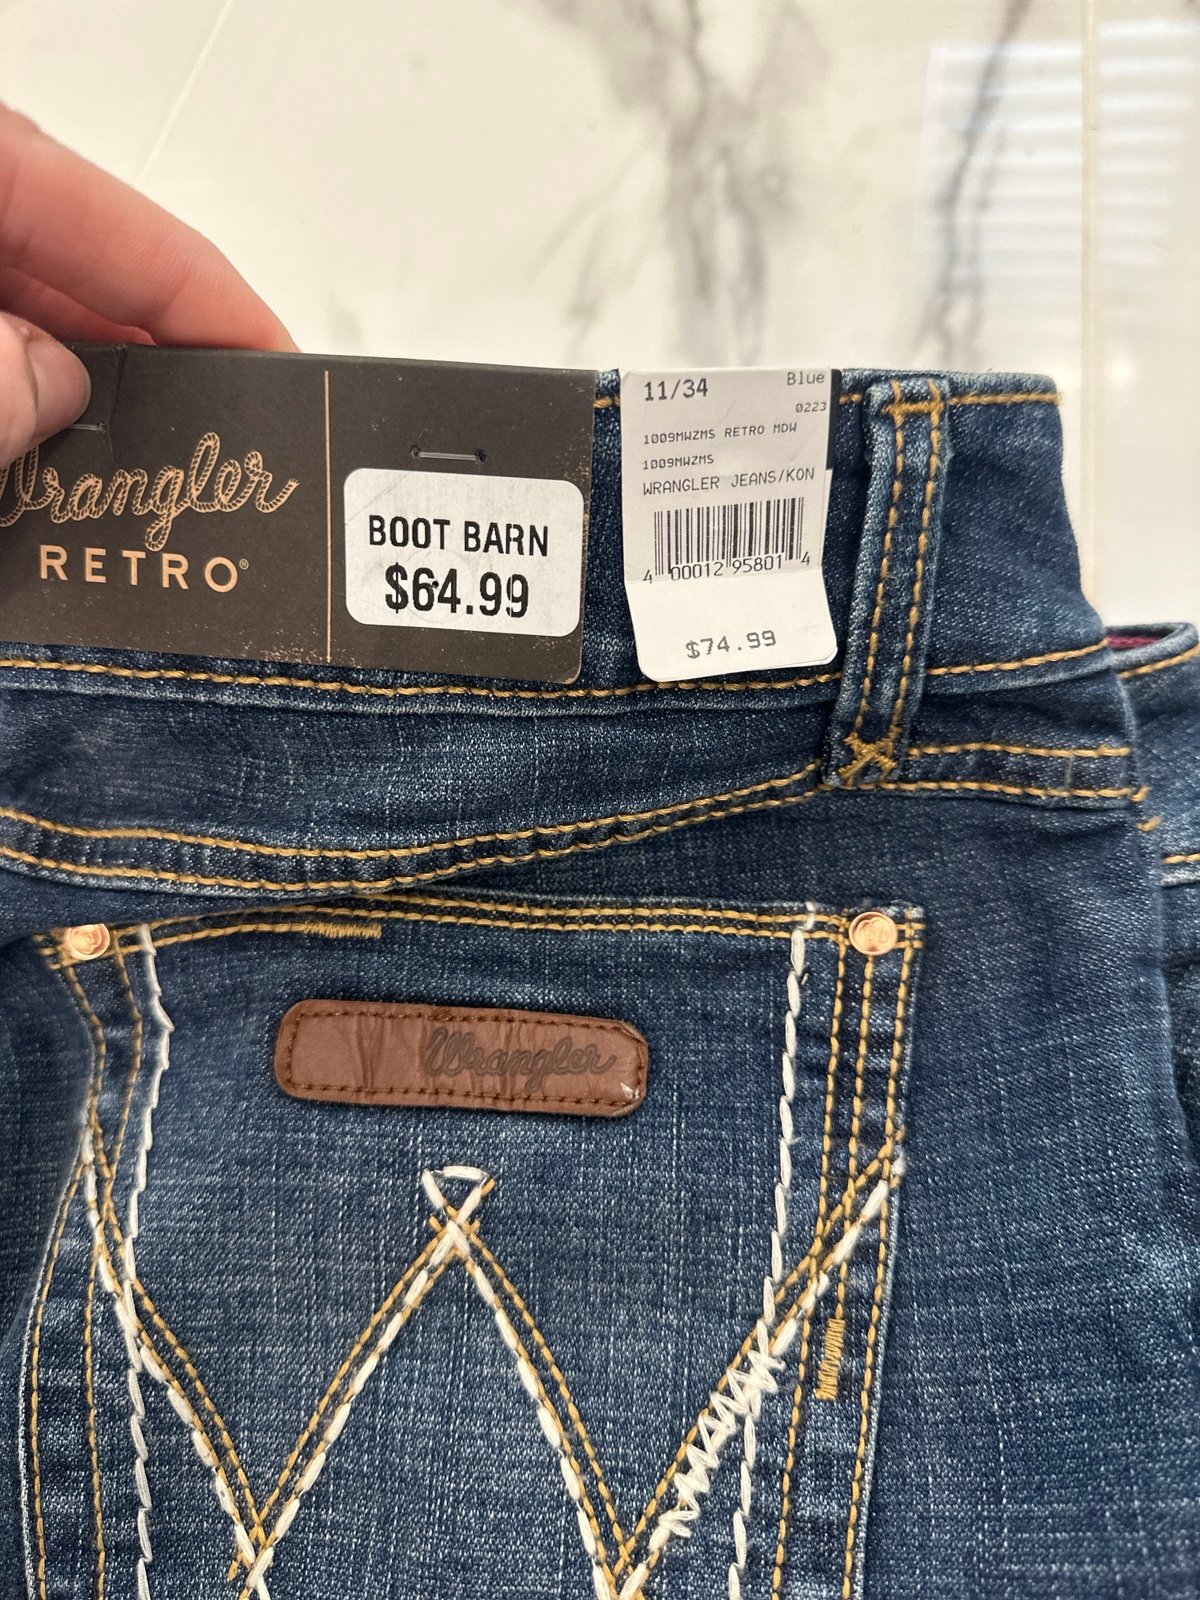 Wrangler
RETRO®
BOOT BARN
$64.99
11/34
Blue
0223
1009MWZMS RETRO MDW
1009MWZMS
WRANGLER JEANS/KON
4 00012 95801 4
$74.99
Wrangler